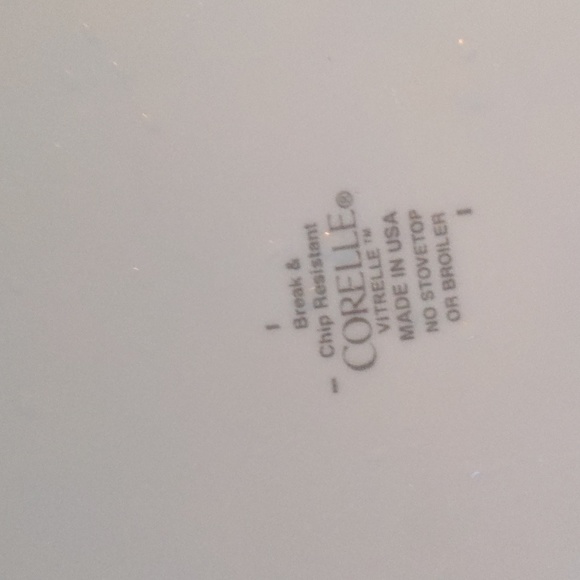 Break &
Chip Resistant
CORELLE®
VITRELLE™
MADE IN USA
NO STOVETOP
OR BROILER